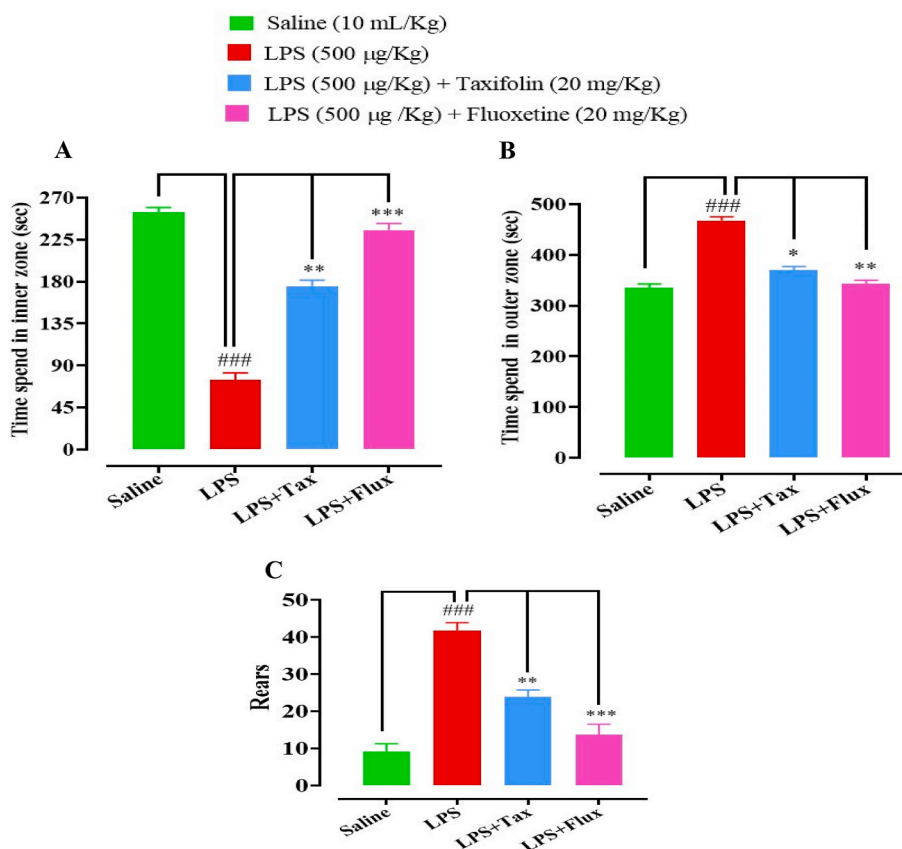 Saline (10 mL/Kg)
LPS (500 µg/Kg)
LPS (500 µg/Kg) + Taxifolin (20 mg/Kg)
LPS (500 µg /Kg) + Fluoxetine (20 mg/Kg)
A
Time spend in inner zone (sec)
270
225
180
135
90
45
0
###
**
***
Saline
LPS
LPS+Tax
LPS+Flux
B
Time spend in outer zone (sec)
500
400
300
200
100
0
###
*
**
Saline
LPS
LPS+Tax
LPS+Flux
C
Rears
50
40
30
20
10
0
###
**
***
Saline
LPS
LPS+Tax
LPS+Flux